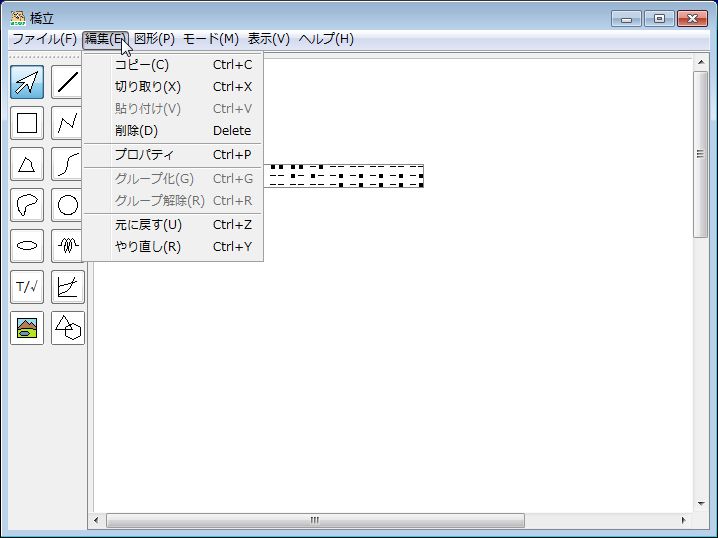 橋立
ファイル(F) 編集(E) 図形(P) モード(M) 表示(V) ヘルプ(H)
コピー(C) Ctrl+C
切り取り(X) Ctrl+X
貼り付け(V) Ctrl+V
削除(D) Delete
プロパティ Ctrl+P
グループ化(G) Ctrl+G
グループ解除(R) Ctrl+R
元に戻す(U) Ctrl+Z
やり直し(R) Ctrl+Y
T/√